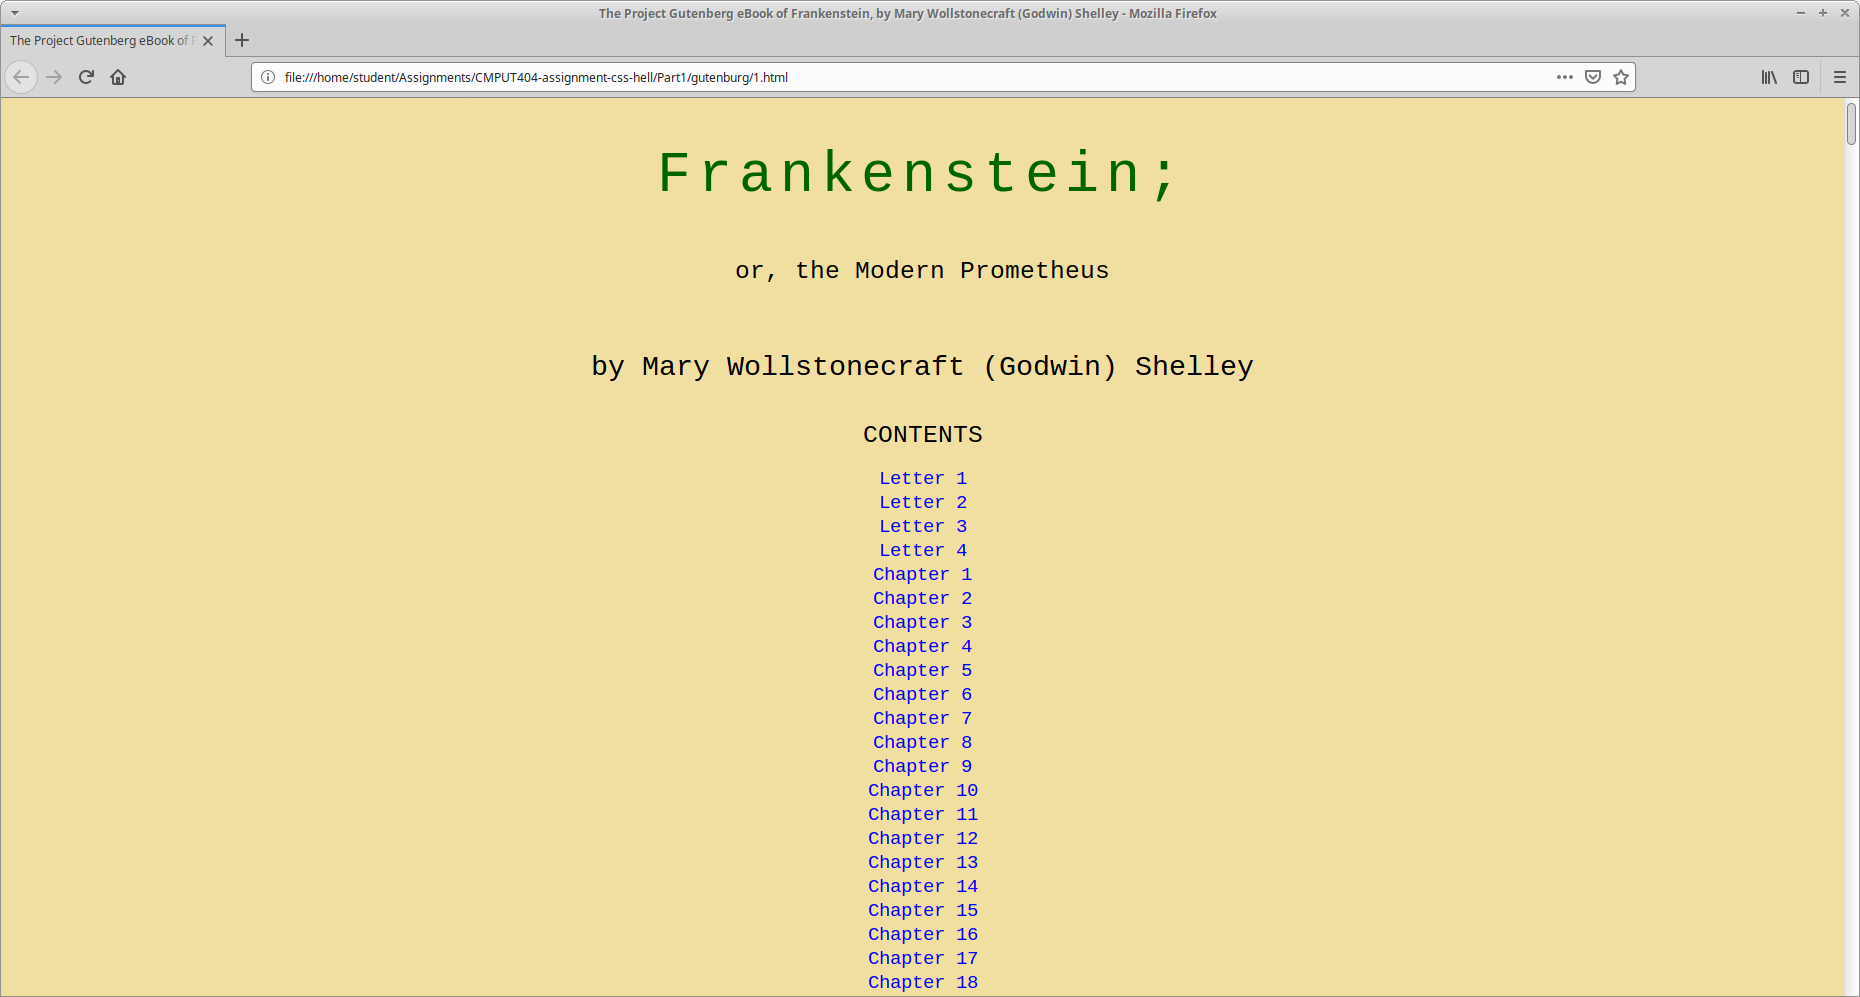 The Project Gutenberg eBook of Frankenstein, by Mary Wollstonecraft (Godwin) Shelley - Mozilla Firefox
The Project Gutenberg eBook of F
file:///home/student/Assignments/CMPUT404-assignment-css-hell/Part1/gutenburg/1.html
Frankenstein;
or, the Modern Prometheus
by Mary Wollstonecraft (Godwin) Shelley
CONTENTS
Letter 1
Letter 2
Letter 3
Letter 4
Chapter 1
Chapter 2
Chapter 3
Chapter 4
Chapter 5
Chapter 6
Chapter 7
Chapter 8
Chapter 9
Chapter 10
Chapter 11
Chapter 12
Chapter 13
Chapter 14
Chapter 15
Chapter 16
Chapter 17
Chapter 18